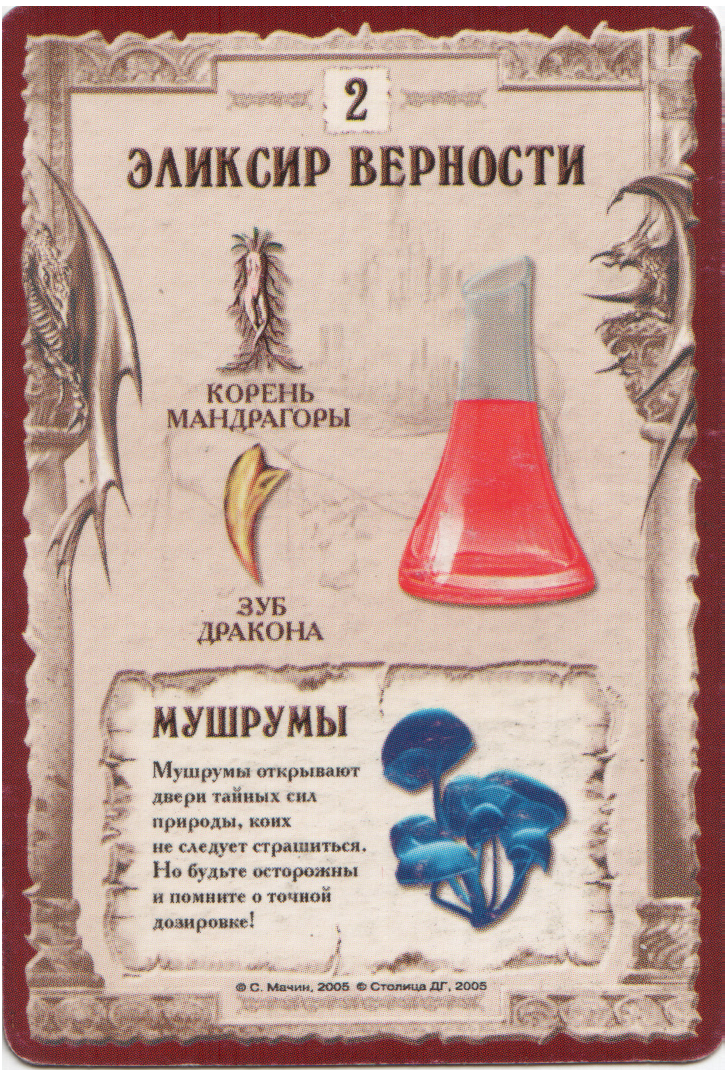 2
ЭЛИКСИР ВЕРНОСТИ
КОРЕНЬ
МАНДРАГОРЫ
ЗУБ
ДРАКОНА
МУШРУМЫ
Мушрумы открывают
двери тайных сил
природы, коих
не следует страшиться.
Но будьте осторожны
и помните о точной
дозировке!
© С. Мачин, 2005 © Столица ДГ, 2005